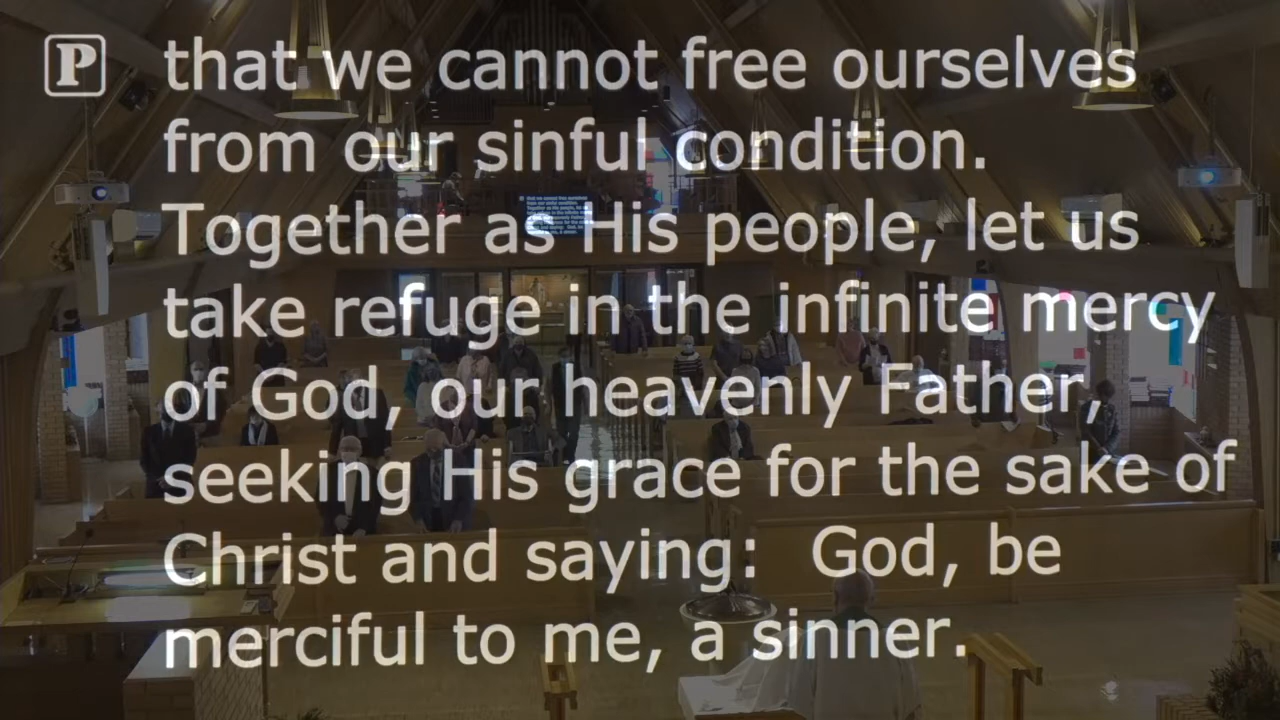 P that we cannot free ourselves
from our sinful condition.
Together as His people, let us
take refuge in the infinite mercy
of God, our heavenly Father,
seeking His grace for the sake of
Christ and saying:  God, be
merciful to me, a sinner.